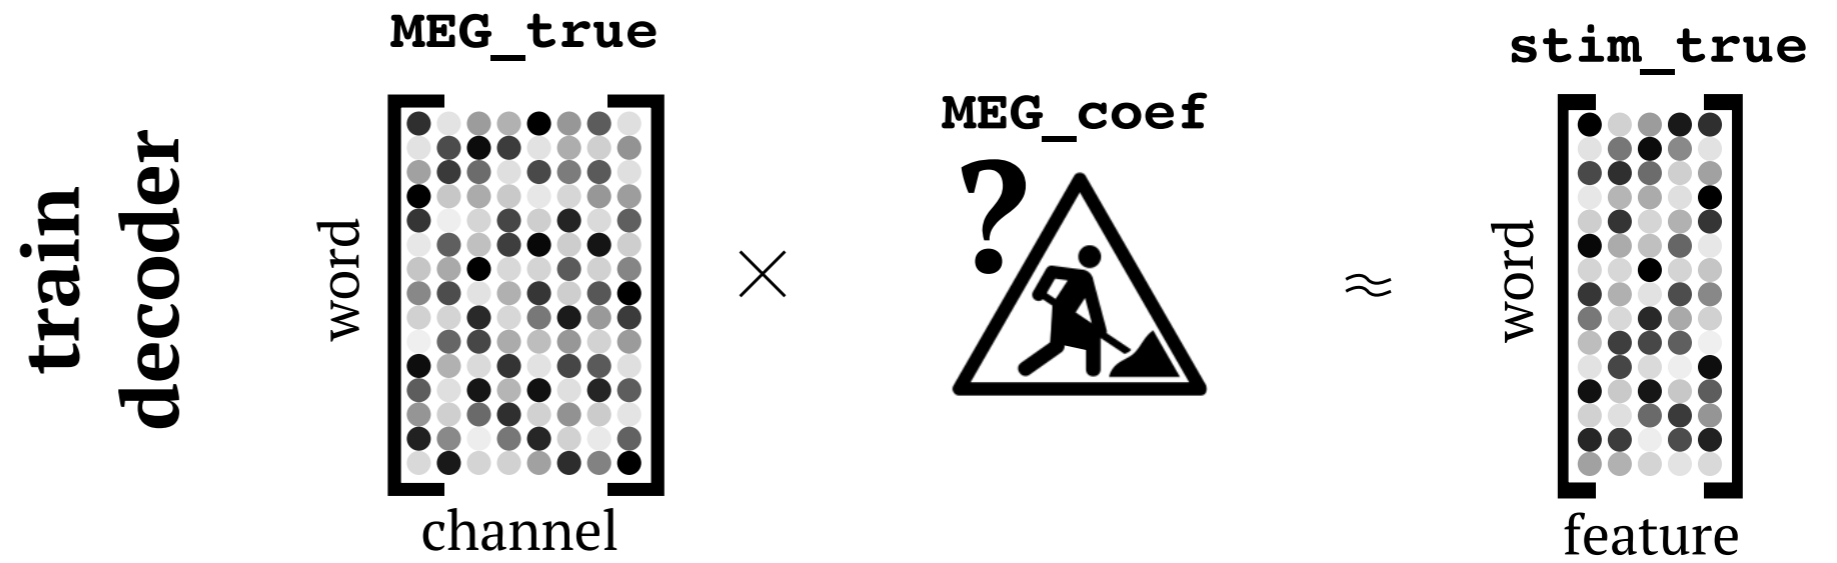 train
decoder
MEG_true
word
channel
×
MEG_coef
?
≈
stim_true
word
feature